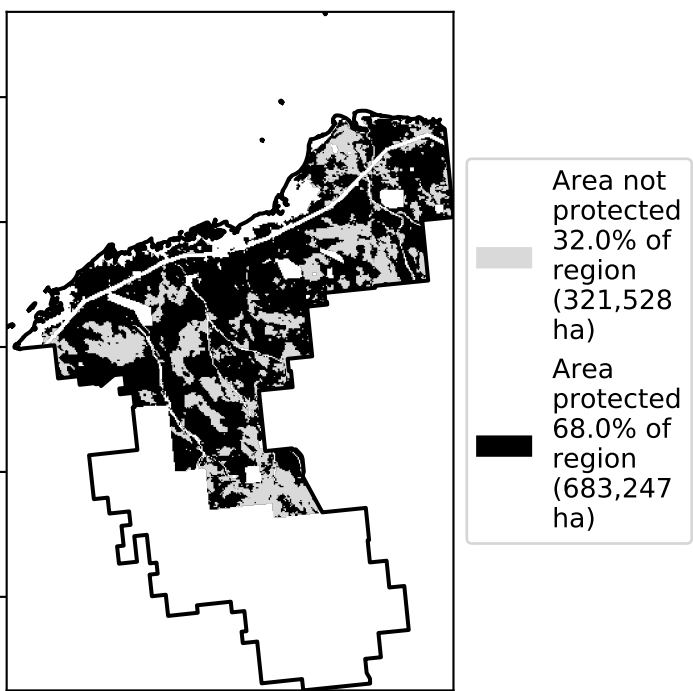 Area not
protected
32.0% of
region
(321,528
ha)
Area
protected
68.0% of
region
(683,247
ha)